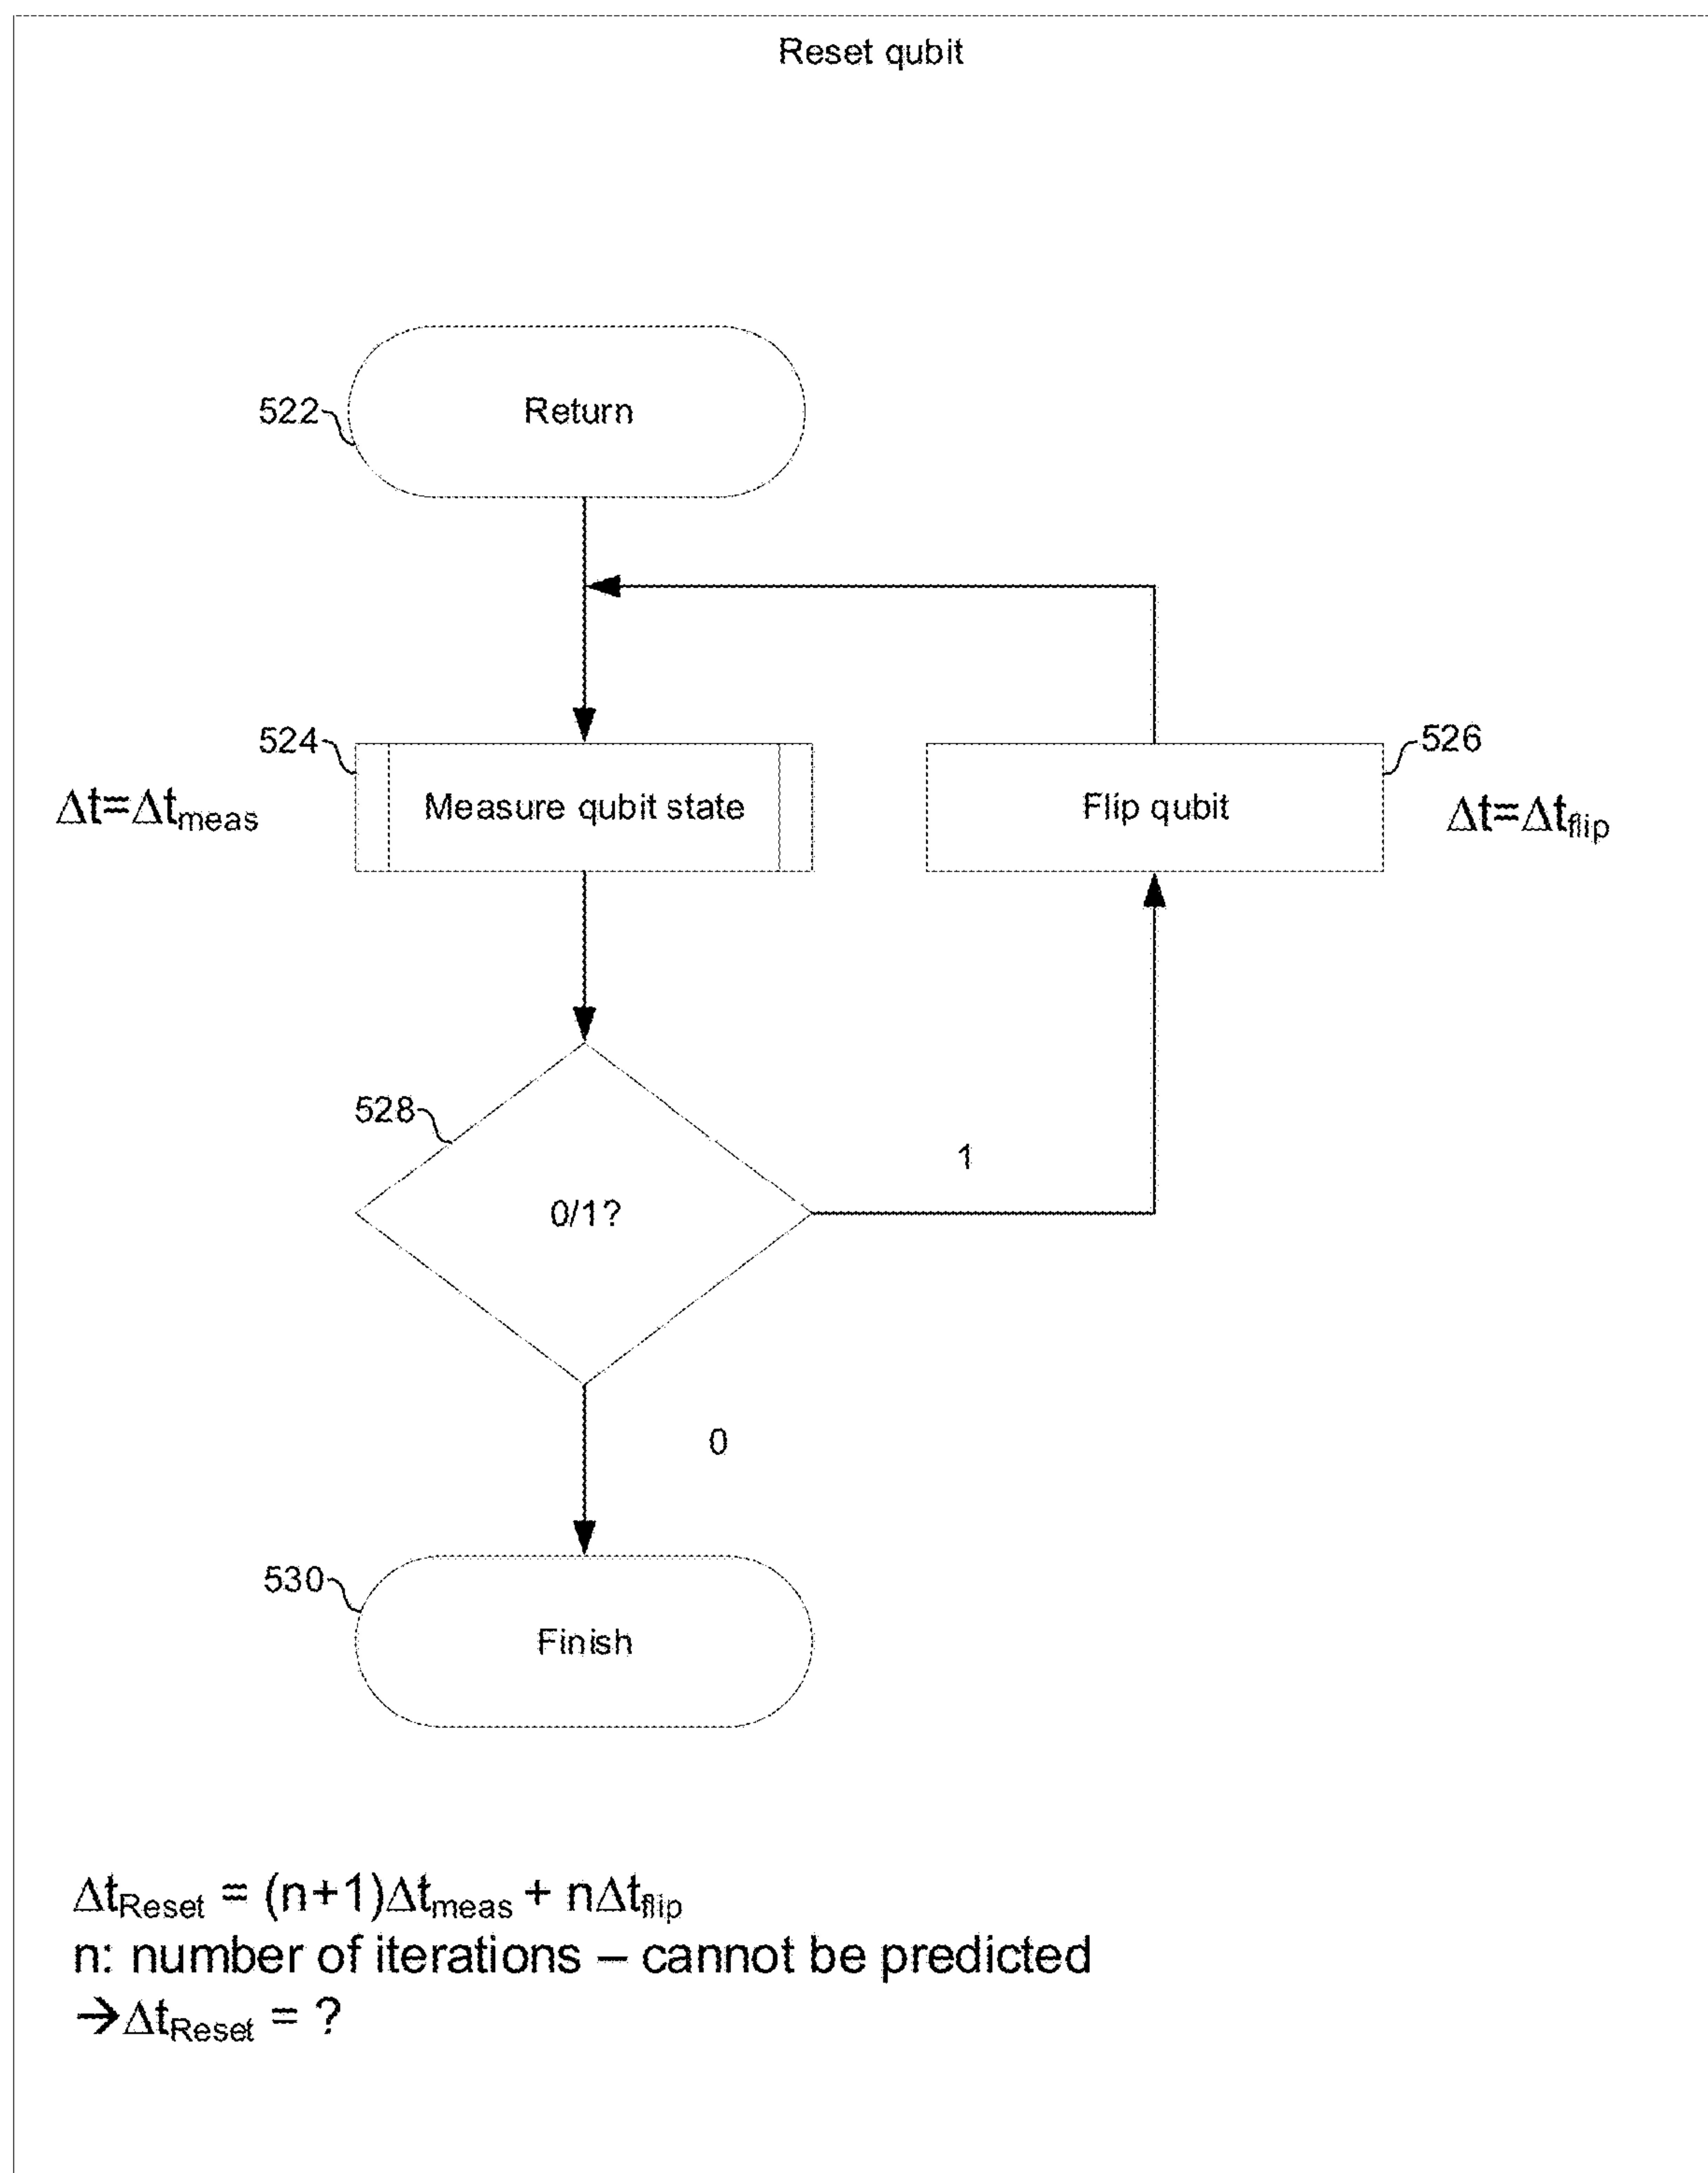 Reset qubit
522
Return
524
526
Δt=Δtmeas
Measure qubit state
Flip qubit
Δt=Δtflip
528
1
0/1?
0
530
Finish
ΔtReset = (n+1)Δtmeas + nΔtflip
n: number of iterations – cannot be predicted
→ΔtReset = ?